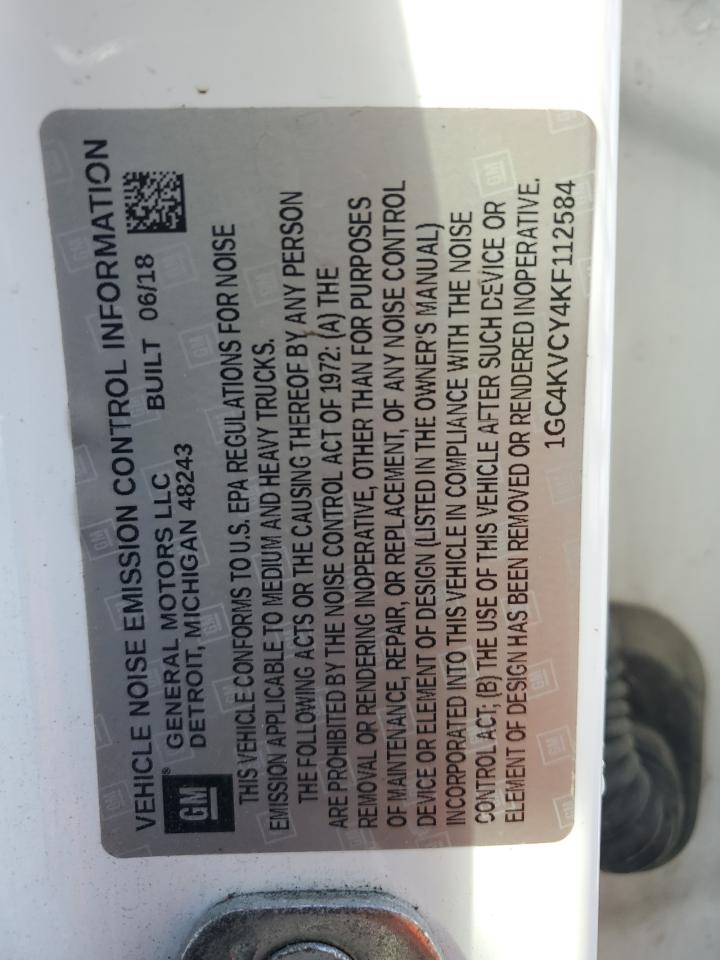 VEHICLE NOISE EMISSION CONTROL INFORMATION
GM®
GENERAL MOTORS LLC BUILT 06/18
DETROIT, MICHIGAN 48243
THIS VEHICLE CONFORMS TO U.S. EPA REGULATIONS FOR NOISE
EMISSION APPLICABLE TO MEDIUM AND HEAVY TRUCKS.
THE FOLLOWING ACTS OR THE CAUSING THEREOF BY ANY PERSON
ARE PROHIBITED BY THE NOISE CONTROL ACT OF 1972: (A) THE
REMOVAL OR RENDERING INOPERATIVE, OTHER THAN FOR PURPOSES
OF MAINTENANCE, REPAIR, OR REPLACEMENT, OF ANY NOISE CONTROL
DEVICE OR ELEMENT OF DESIGN (LISTED IN THE OWNER'S MANUAL)
INCORPORATED INTO THIS VEHICLE IN COMPLIANCE WITH THE NOISE
CONTROL ACT; (B) THE USE OF THIS VEHICLE AFTER SUCH DEVICE OR
ELEMENT OF DESIGN HAS BEEN REMOVED OR RENDERED INOPERATIVE.
1GC4KVCY4KF112584